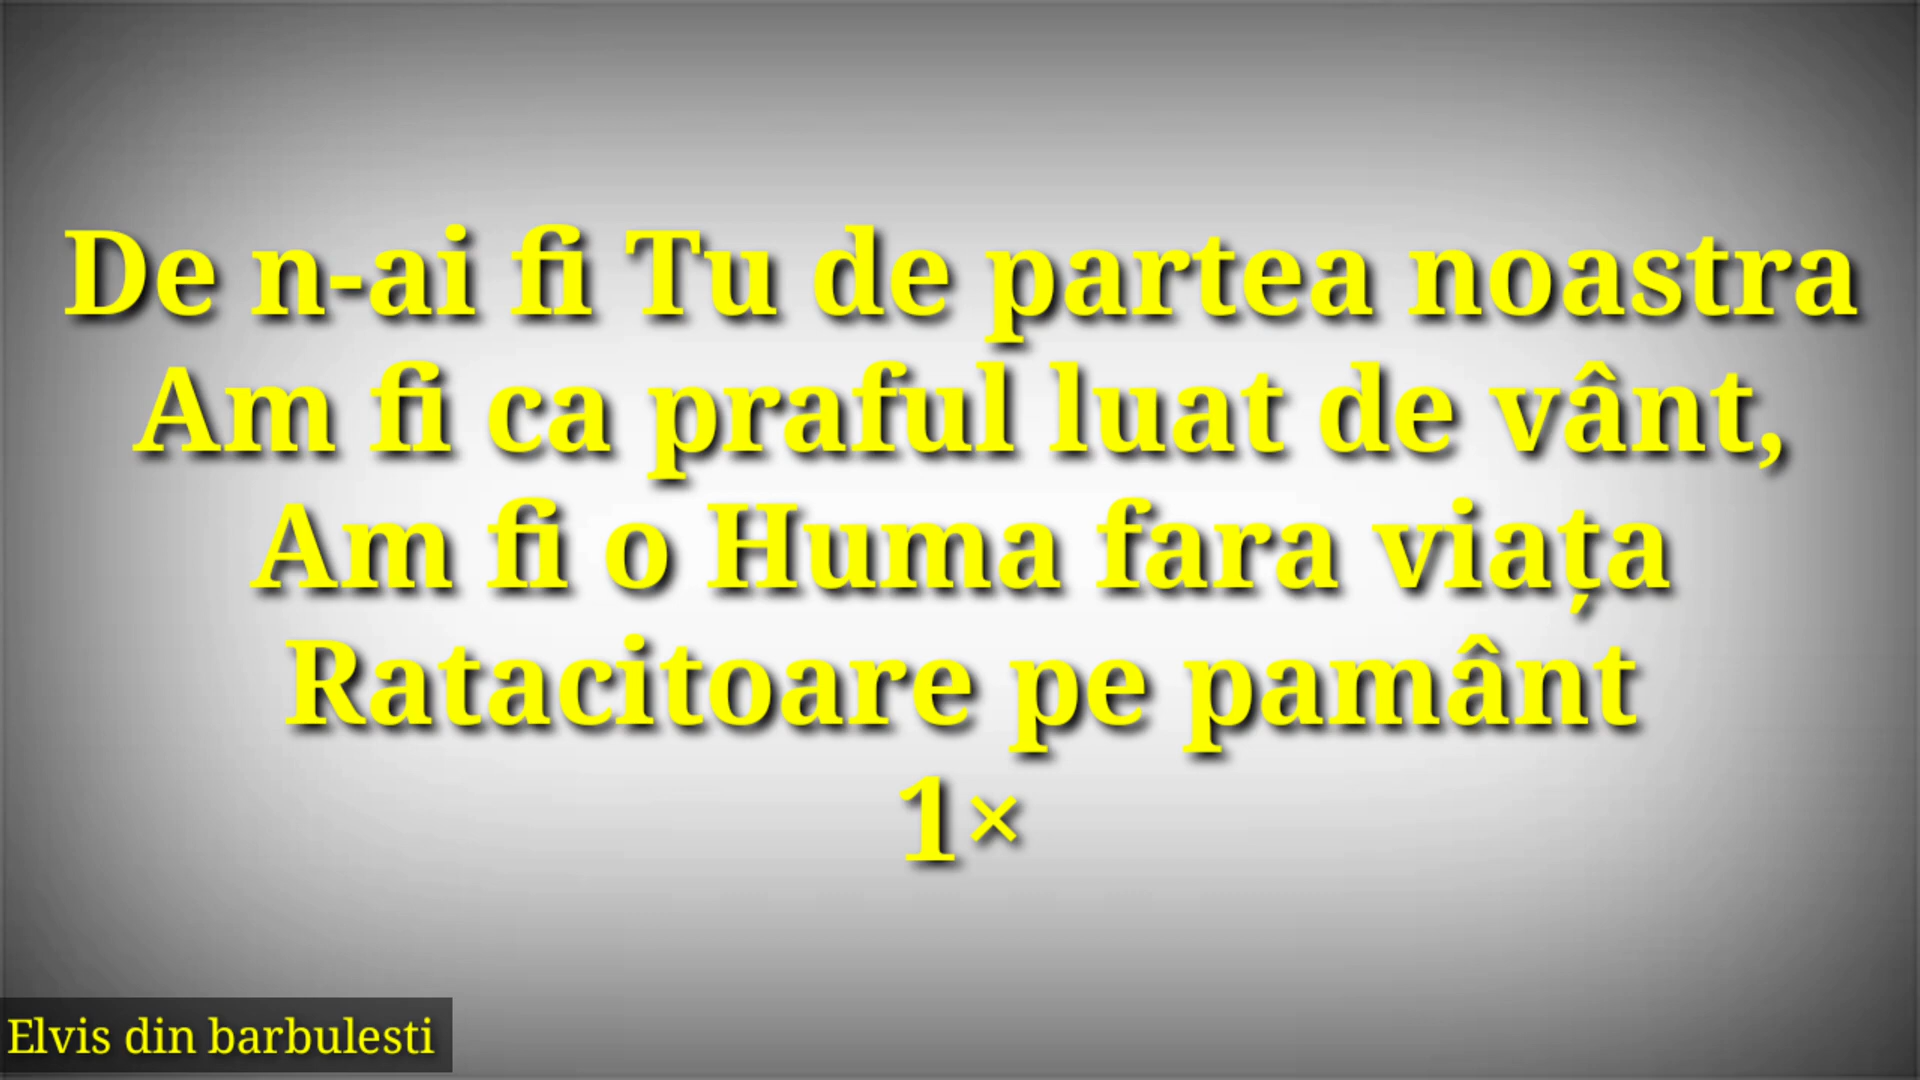 De n-ai fi Tu de partea noastra
Am fi ca praful luat de vânt,
Am fi o Huma fara viața
Ratacitoare pe pamânt
1×
Elvis din barbulesti